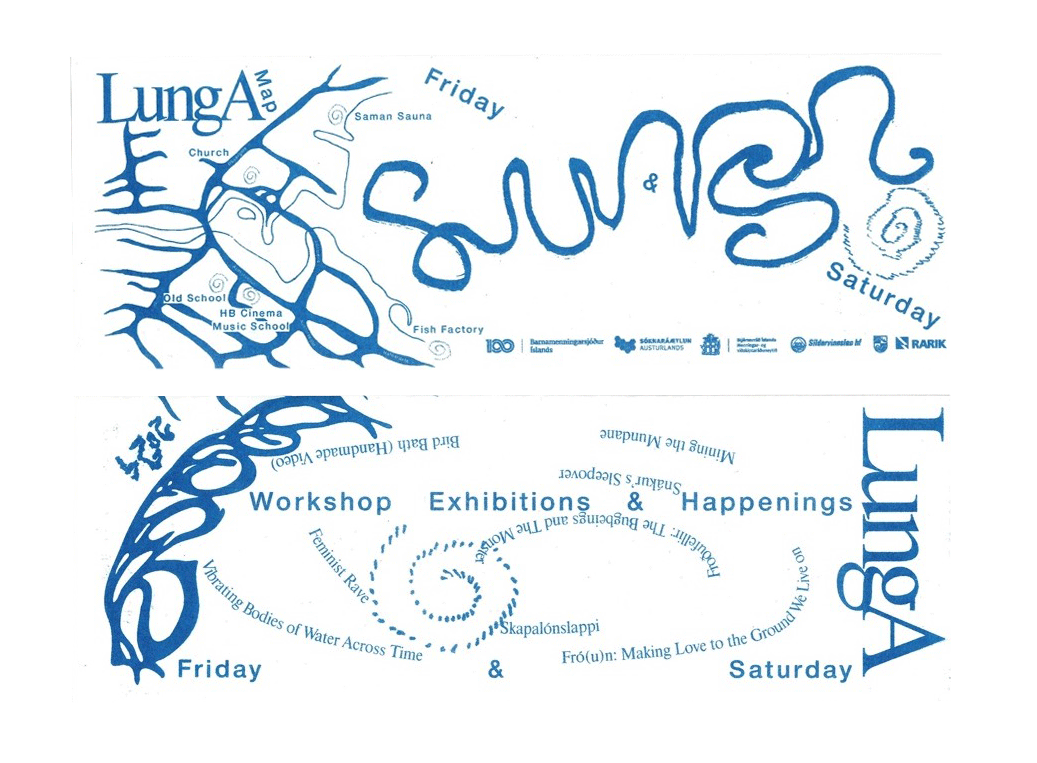 LungA
Map
Friday
Saman Sauna
Church
&
Saturday
Old School
HB Cinema
Music School
Fish Factory
100
Barnamenningarsjóður
Íslands
SÓKNARÁÆTLUN
AUSTURLANDS
Síldarvinnslan hf
RARIK
2024
Bird Bath (Handmade Video)
Mining the Mundane
Snákur's Sleepover
Workshop Exhibitions & Happenings
Froðufellir: The Bugbeings and The Monster
Feminist Rave
Vibrating Bodies of Water Across Time
Skapalónslappi
Fró(u)n: Making Love to the Ground We Live on
Friday & Saturday
LungA